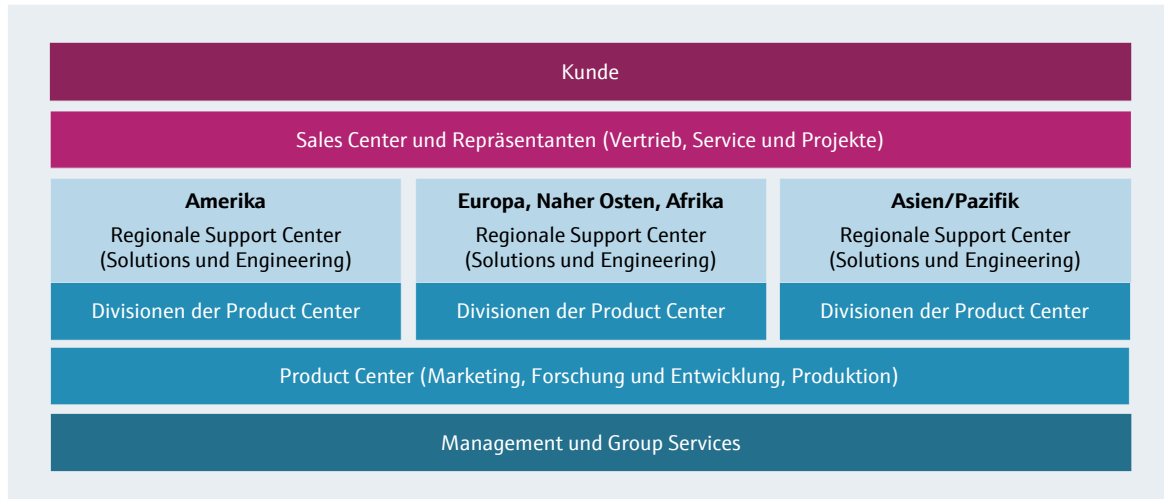 Kunde
Sales Center und Repräsentanten (Vertrieb, Service und Projekte)
Amerika
Regionale Support Center
(Solutions und Engineering)
Divisionen der Product Center
Europa, Naher Osten, Afrika
Regionale Support Center
(Solutions und Engineering)
Divisionen der Product Center
Asien/Pazifik
Regionale Support Center
(Solutions und Engineering)
Divisionen der Product Center
Product Center (Marketing, Forschung und Entwicklung, Produktion)
Management und Group Services